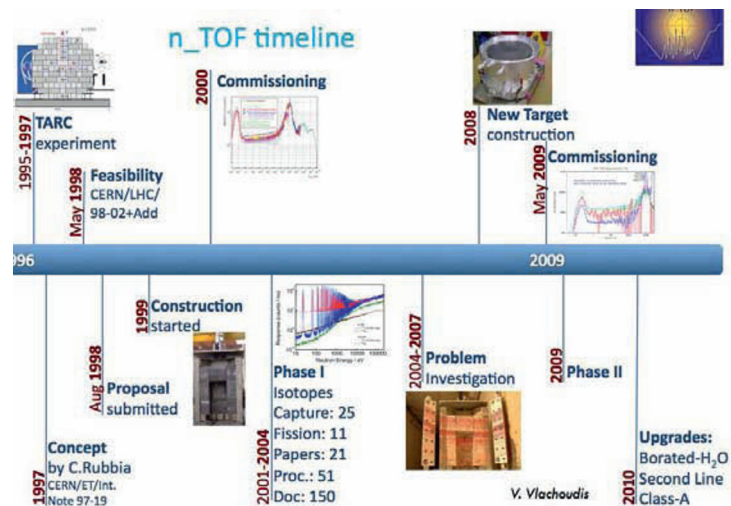 n_TOF timeline
1995-1997
TARC
experiment
May 1998
Feasibility
CERN/LHC/
98-02+Add
2000
Commissioning
2008
New Target
construction
May 2009
Commissioning
996
2009
1997
Concept
by C.Rubbia
CERN/ET/Int.
Note 97-19
Aug 1998
Proposal
submitted
1999
Construction
started
2001-2004
Phase I
Isotopes
Capture: 25
Fission: 11
Papers: 21
Proc.: 51
Doc: 150
Neutron Energy / eV
2004-2007
Problem
Investigation
2009
Phase II
2010
Upgrades:
Borated-H₂O
Second Line
Class-A
V. Vlachoudis